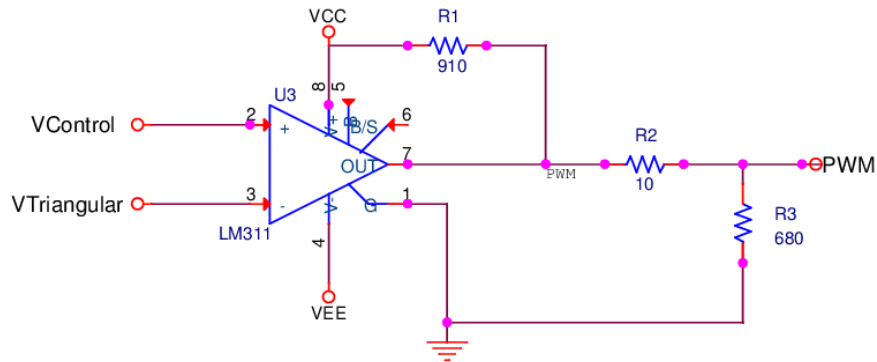 VCC
R1
910
8
5
U3
2
+
V+
B
B/S
6
VControl
OUT
7
PWM
R2
10
PWM
VTriangular
3
-
V-
G
1
LM311
4
R3
680
VEE